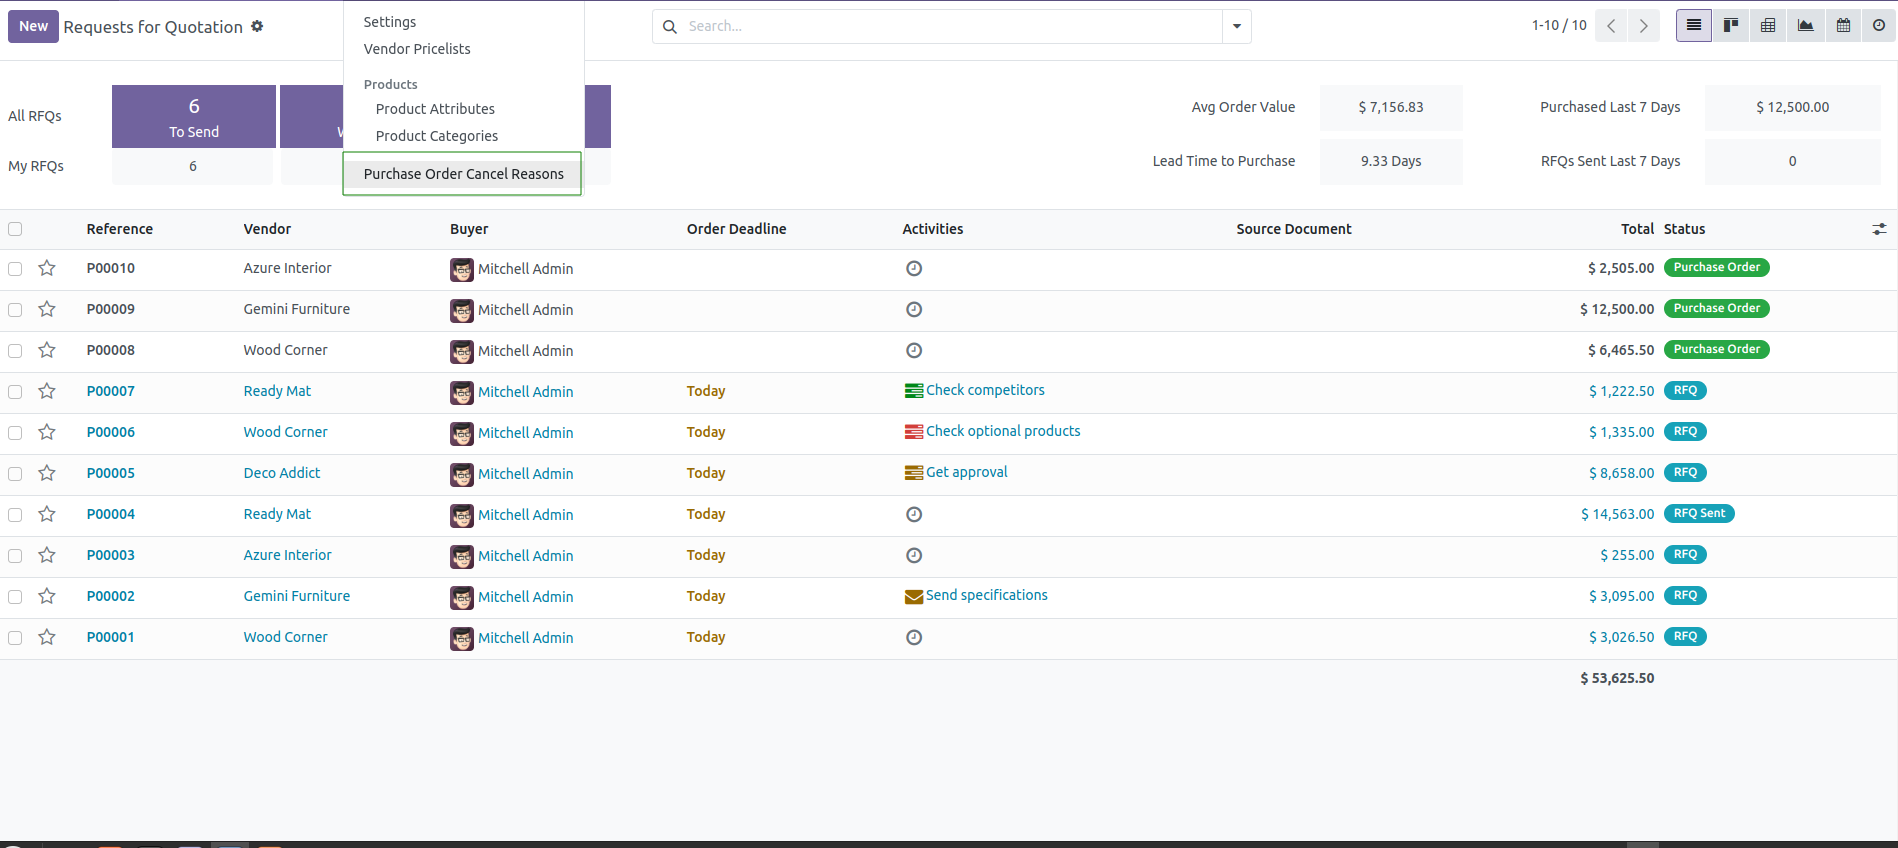 New Requests for Quotation
Search...
1-10 / 10
Settings
Vendor Pricelists
Products
Product Attributes
Product Categories
Purchase Order Cancel Reasons
All RFQs
6
To Send
My RFQs
6
Avg Order Value $ 7,156.83 Purchased Last 7 Days $ 12,500.00
Lead Time to Purchase 9.33 Days RFQs Sent Last 7 Days 0
Reference Vendor Buyer Order Deadline Activities Source Document Total Status
P00010 Azure Interior Mitchell Admin $ 2,505.00 Purchase Order
P00009 Gemini Furniture Mitchell Admin $ 12,500.00 Purchase Order
P00008 Wood Corner Mitchell Admin $ 6,465.50 Purchase Order
P00007 Ready Mat Mitchell Admin Today Check competitors $ 1,222.50 RFQ
P00006 Wood Corner Mitchell Admin Today Check optional products $ 1,335.00 RFQ
P00005 Deco Addict Mitchell Admin Today Get approval $ 8,658.00 RFQ
P00004 Ready Mat Mitchell Admin Today $ 14,563.00 RFQ Sent
P00003 Azure Interior Mitchell Admin Today $ 255.00 RFQ
P00002 Gemini Furniture Mitchell Admin Today Send specifications $ 3,095.00 RFQ
P00001 Wood Corner Mitchell Admin Today $ 3,026.50 RFQ
$ 53,625.50